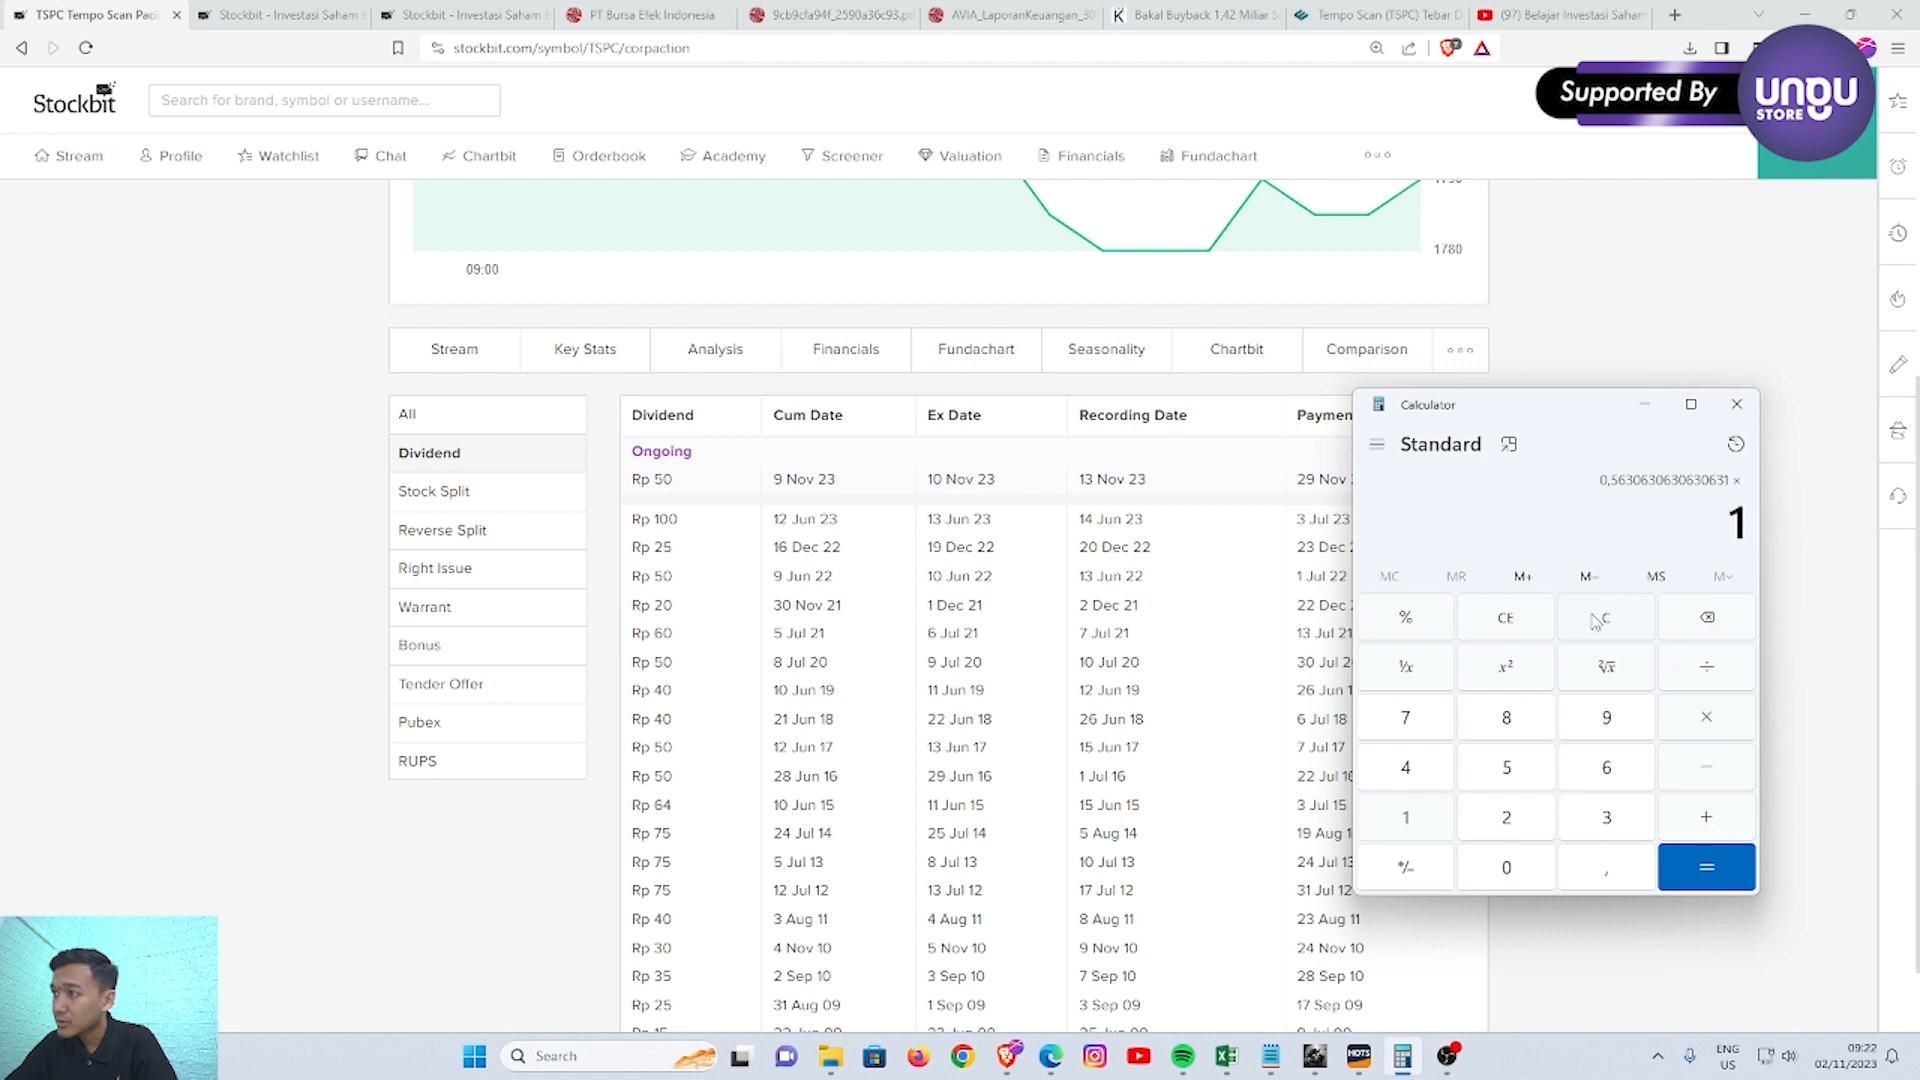 TSPC Tempo Scan Paci
Stockbit - Investasi Saham
Stockbit - Investasi Saham
PT Bursa Efek Indonesia
9cb9cfa94f_2590a36c93.pd
AVIA_LaporanKeuangan_30
Bakal Buyback 1,42 Miliar S
Tempo Scan (TSPC) Tebar D
(97) Belajar Investasi Saham
stockbit.com/symbol/TSPC/corpaction
Stockbit
Search for brand, symbol or username...
Supported By
UNGU
STORE
Stream
Profile
Watchlist
Chat
Chartbit
Orderbook
Academy
Screener
Valuation
Financials
Fundachart
1780
09:00
Stream
Key Stats
Analysis
Financials
Fundachart
Seasonality
Chartbit
Comparison
All
Dividend
Stock Split
Reverse Split
Right Issue
Warrant
Bonus
Tender Offer
Pubex
RUPS
Dividend Cum Date Ex Date Recording Date Paymen
Ongoing
Rp 50 9 Nov 23 10 Nov 23 13 Nov 23 29 Nov
Rp 100 12 Jun 23 13 Jun 23 14 Jun 23 3 Jul 23
Rp 25 16 Dec 22 19 Dec 22 20 Dec 22 23 Dec
Rp 50 9 Jun 22 10 Jun 22 13 Jun 22 1 Jul 22
Rp 20 30 Nov 21 1 Dec 21 2 Dec 21 22 Dec
Rp 60 5 Jul 21 6 Jul 21 7 Jul 21 13 Jul 21
Rp 50 8 Jul 20 9 Jul 20 10 Jul 20 30 Jul 20
Rp 40 10 Jun 19 11 Jun 19 12 Jun 19 26 Jun 1
Rp 40 21 Jun 18 22 Jun 18 26 Jun 18 6 Jul 18
Rp 50 12 Jun 17 13 Jun 17 15 Jun 17 7 Jul 17
Rp 50 28 Jun 16 29 Jun 16 1 Jul 16 22 Jul 16
Rp 64 10 Jun 15 11 Jun 15 15 Jun 15 3 Jul 15
Rp 75 24 Jul 14 25 Jul 14 5 Aug 14 19 Aug 1
Rp 75 5 Jul 13 8 Jul 13 10 Jul 13 24 Jul 13
Rp 75 12 Jul 12 13 Jul 12 17 Jul 12 31 Jul 12
Rp 40 3 Aug 11 4 Aug 11 8 Aug 11 23 Aug 11
Rp 30 4 Nov 10 5 Nov 10 9 Nov 10 24 Nov 10
Rp 35 2 Sep 10 3 Sep 10 7 Sep 10 28 Sep 10
Rp 25 31 Aug 09 1 Sep 09 3 Sep 09 17 Sep 09
Calculator
Standard
0,5630630630630631 ×
1
MC MR M+ M- MS M
% CE C
¹/x x² ²√x ÷
7 8 9 ×
4 5 6 −
1 2 3 +
+/− 0 , =
Search
HOTS
ENG
US
09:22
02/11/2023